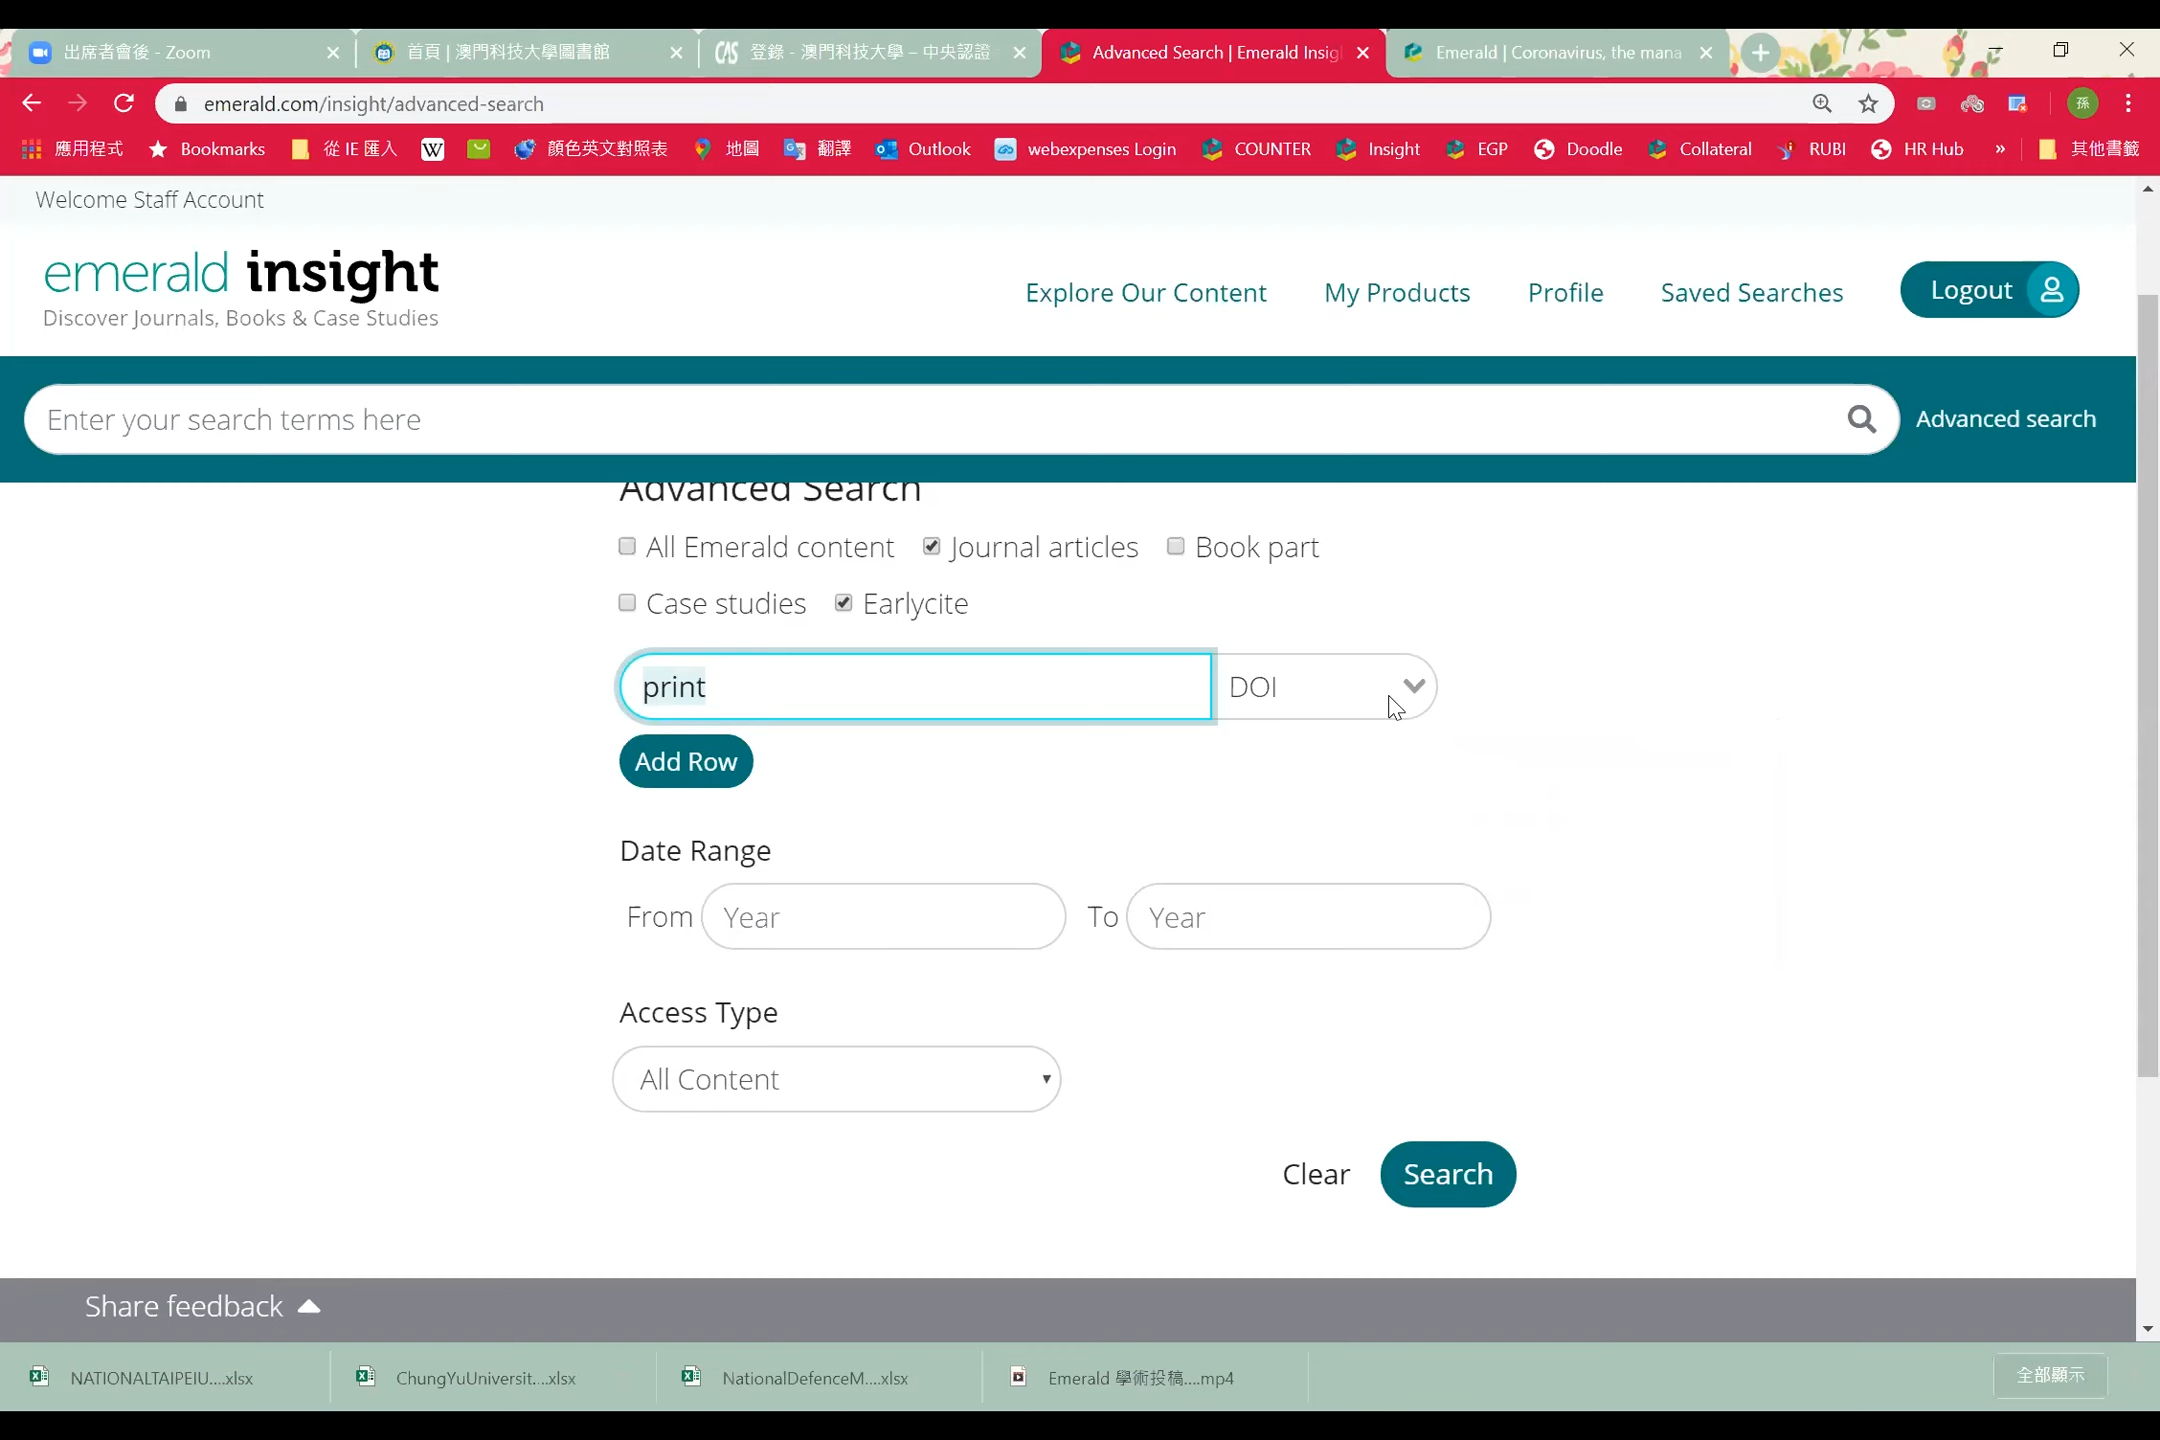 出席者會後 - Zoom
首頁 | 澳門科技大學圖書館
登錄 - 澳門科技大學 – 中央認證
Advanced Search | Emerald Insig
Emerald | Coronavirus, the mana
emerald.com/insight/advanced-search
孫
應用程式
Bookmarks
從 IE 匯入
W
顏色英文對照表
地圖
翻譯
Outlook
webexpenses Login
COUNTER
Insight
EGP
Doodle
Collateral
RUBI
HR Hub
»
其他書籤
Welcome Staff Account
emerald insight
Discover Journals, Books & Case Studies
Explore Our Content
My Products
Profile
Saved Searches
Logout
Enter your search terms here
Advanced search
Advanced Search
All Emerald content
Journal articles
Book part
Case studies
Earlycite
print
DOI
Add Row
Date Range
From
Year
To
Year
Access Type
All Content
Clear
Search
Share feedback
NATIONALTAIPEIU....xlsx
ChungYuUniversit....xlsx
NationalDefenceM....xlsx
Emerald 學術投稿....mp4
全部顯示